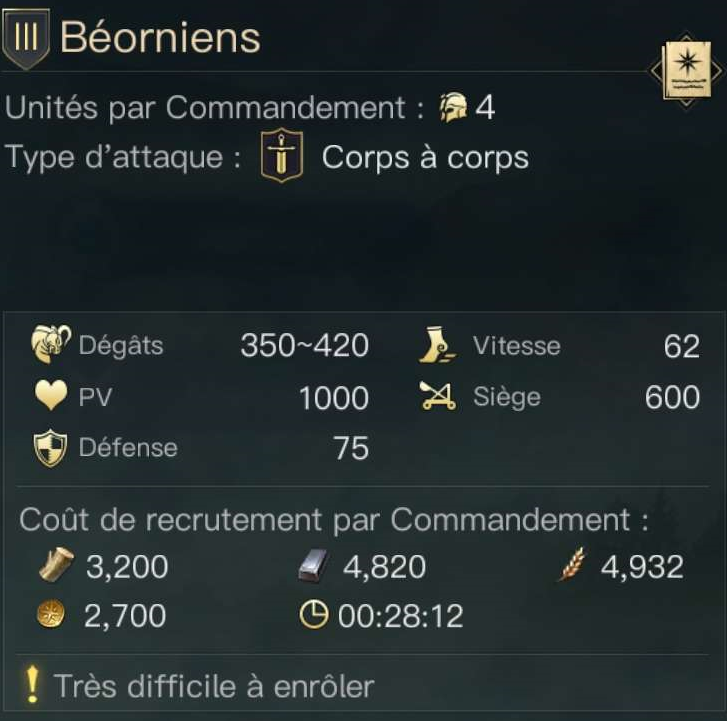 III Béorniens
Unités par Commandement : 4
Type d'attaque : Corps à corps
Dégâts 350~420 Vitesse 62
PV 1000 Siège 600
Défense 75
Coût de recrutement par Commandement :
3,200 4,820 4,932
2,700 00:28:12
! Très difficile à enrôler